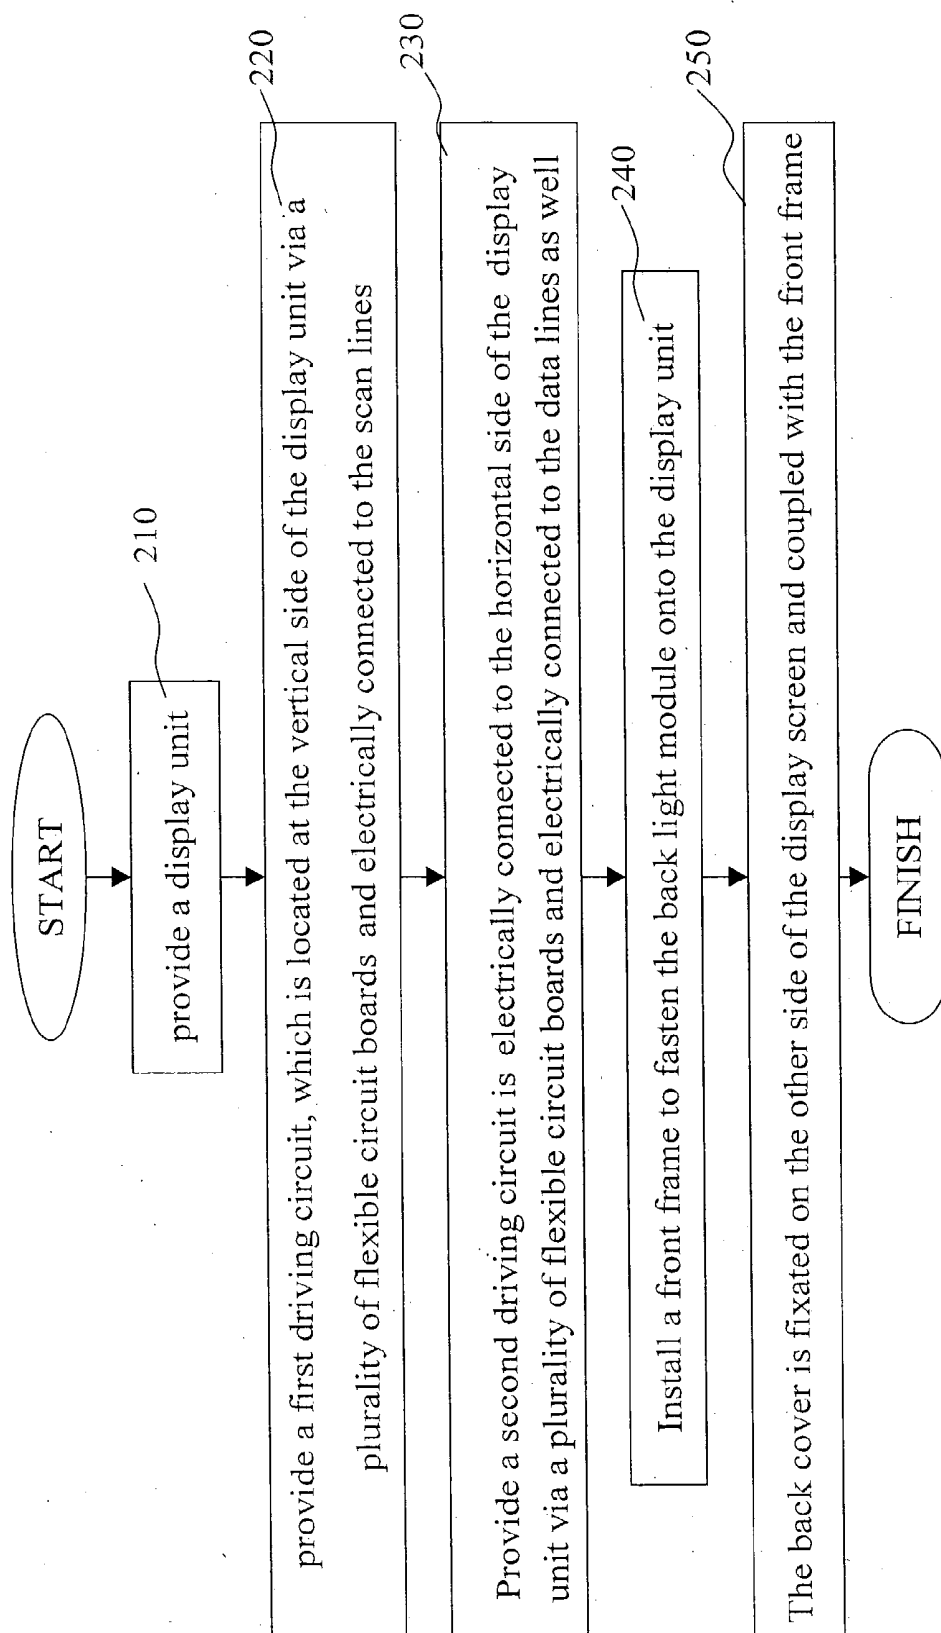 START
210
provide a display unit
220
provide a first driving circuit, which is located at the vertical side of the display unit via a
plurality of flexible circuit boards and electrically connected to the scan lines
230
Provide a second driving circuit is electrically connected to the horizontal side of the display
unit via a plurality of flexible circuit boards and electrically connected to the data lines as well
240
Install a front frame to fasten the back light module onto the display unit
250
The back cover is fixated on the other side of the display screen and coupled with the front frame
FINISH